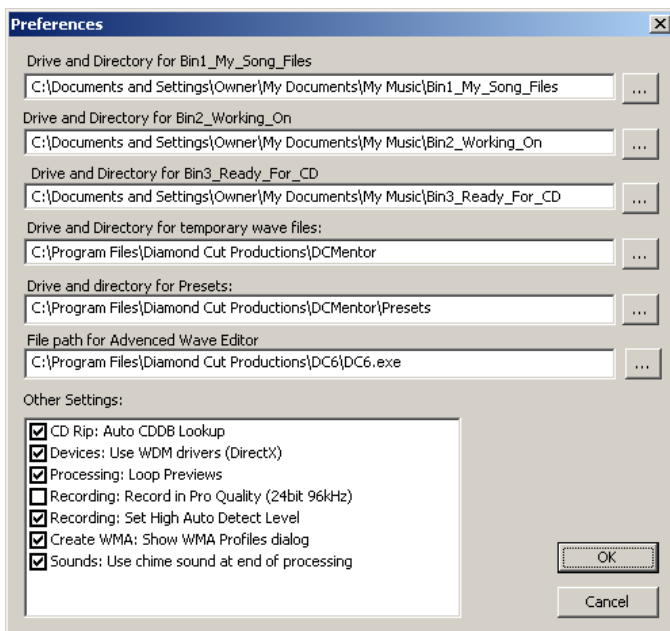 Preferences
Drive and Directory for Bin1_My_Song_Files
C:\Documents and Settings\Owner\My Documents\My Music\Bin1_My_Song_Files
...
Drive and Directory for Bin2_Working_On
C:\Documents and Settings\Owner\My Documents\My Music\Bin2_Working_On
...
Drive and Directory for Bin3_Ready_For_CD
C:\Documents and Settings\Owner\My Documents\My Music\Bin3_Ready_For_CD
...
Drive and Directory for temporary wave files:
C:\Program Files\Diamond Cut Productions\DCMentor
...
Drive and directory for Presets:
C:\Program Files\Diamond Cut Productions\DCMentor\Presets
...
File path for Advanced Wave Editor
C:\Program Files\Diamond Cut Productions\DC6\DC6.exe
...
Other Settings:
CD Rip: Auto CDDB Lookup
Devices: Use WDM drivers (DirectX)
Processing: Loop Previews
Recording: Record in Pro Quality (24bit 96kHz)
Recording: Set High Auto Detect Level
Create WMA: Show WMA Profiles dialog
Sounds: Use chime sound at end of processing
OK
Cancel